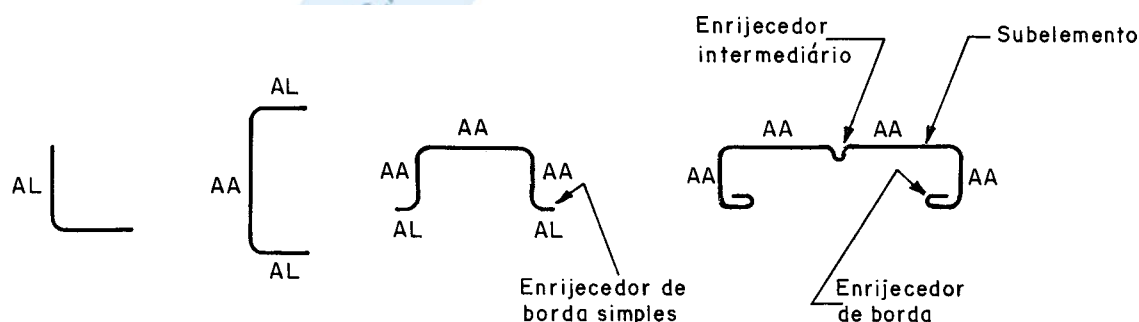 Enrijecedor
intermediário
Subelemento
AL
AA
AL
AL
AA
AA
AA
AL
AL
AA
AA
AA
AA
Enrijecedor de
borda simples
Enrijecedor
de borda